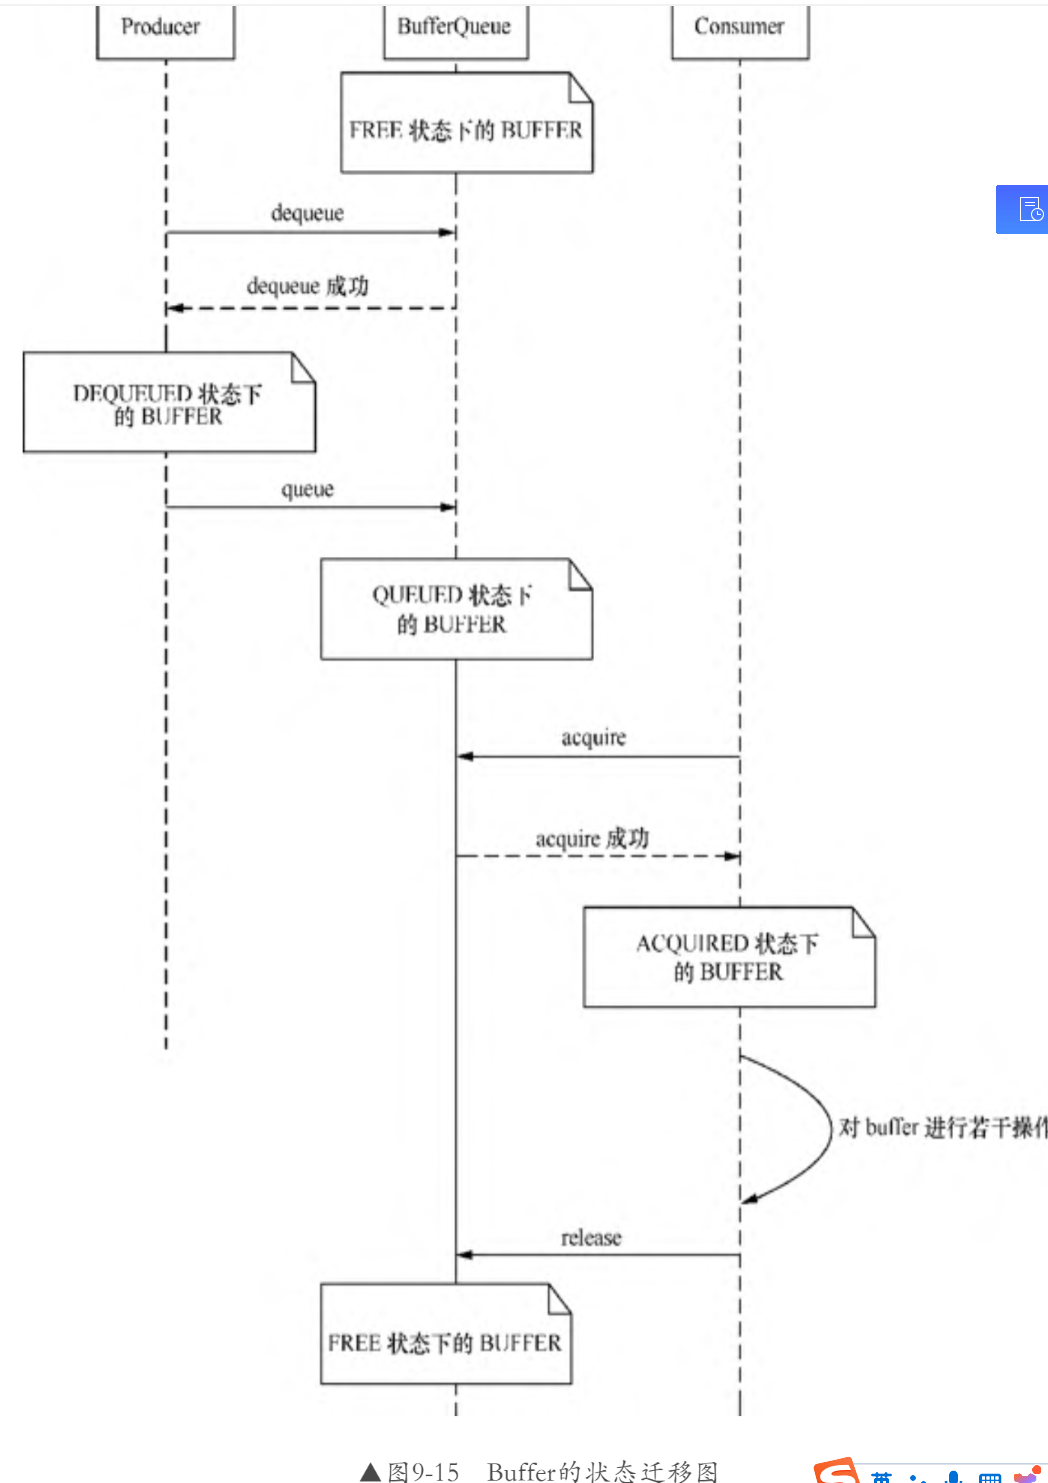 Producer
BufferQueue
Consumer
FREE 状态下的 BUFFER
dequeue
dequeue 成功
DEQUEUED 状态下
的 BUFFER
queue
QUEUED 状态下
的 BUFFER
acquire
acquire 成功
ACQUIRED 状态下
的 BUFFER
对 buffer 进行若干操作
release
FREE 状态下的 BUFFER
▲图9-15 Buffer的状态迁移图
英